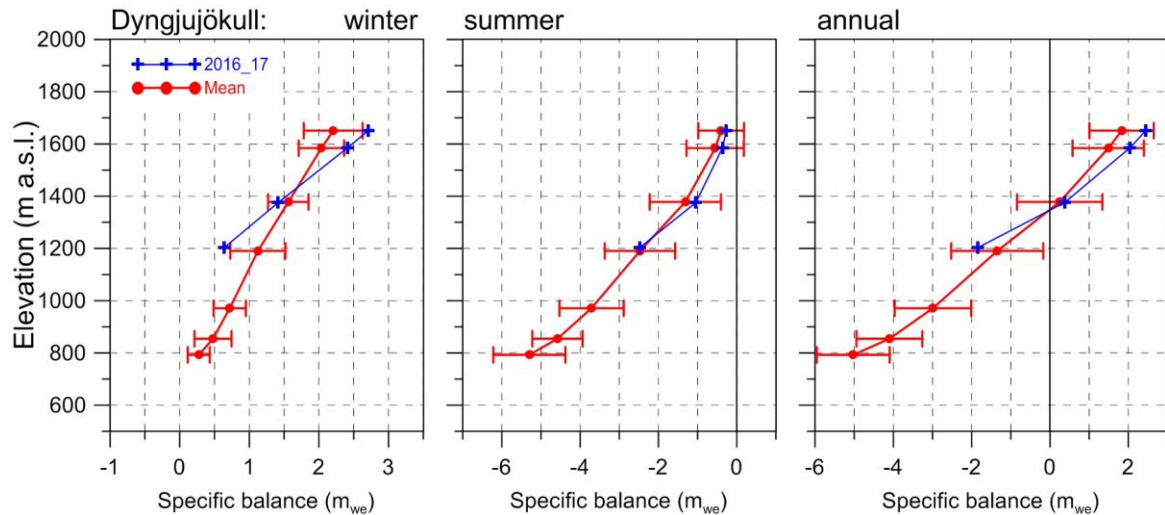 Dyngjujökull: winter summer annual
2000
1800
1600
1400
1200
1000
800
600
Elevation (m a.s.l.)
2016_17
Mean
-1 0 1 2 3
-6 -4 -2 0
-6 -4 -2 0 2
Specific balance (mwe) Specific balance (mwe) Specific balance (mwe)